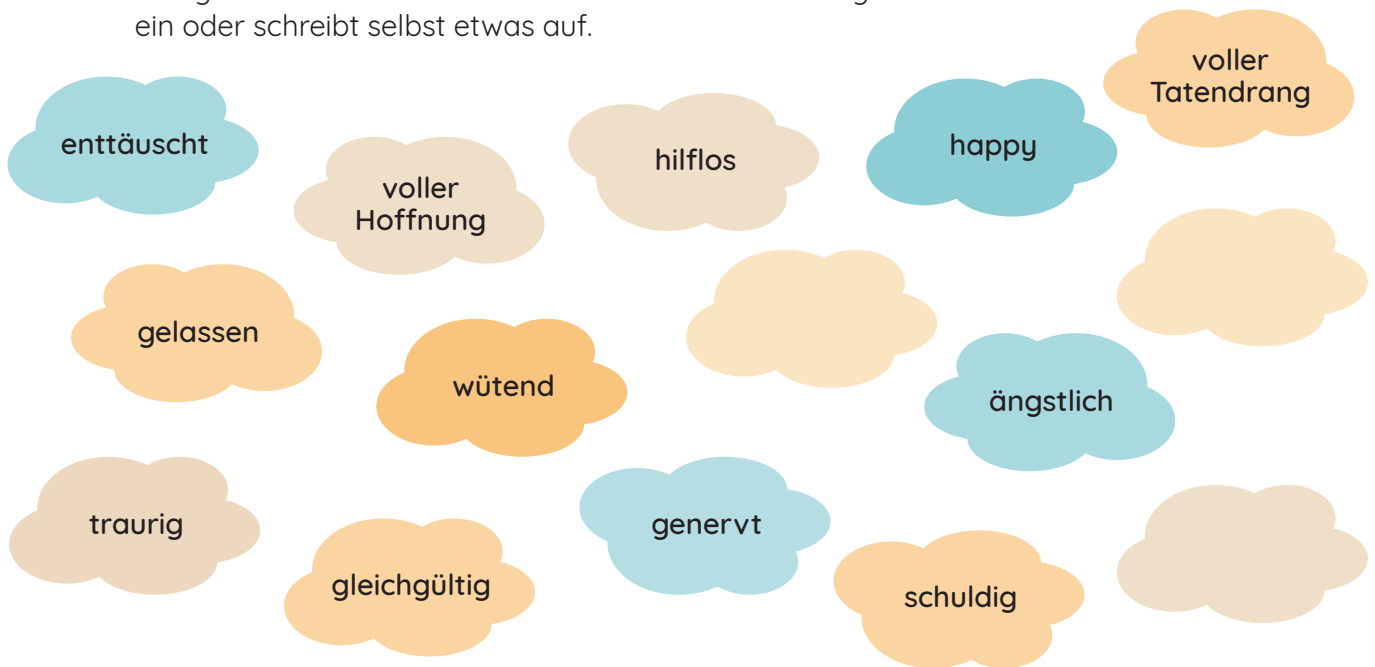 ein oder schreibt selbst etwas auf.
voller
Tatendrang
enttäuscht
hilflos
happy
voller
Hoffnung
gelassen
wütend
ängstlich
traurig
genervt
gleichgültig
schuldig